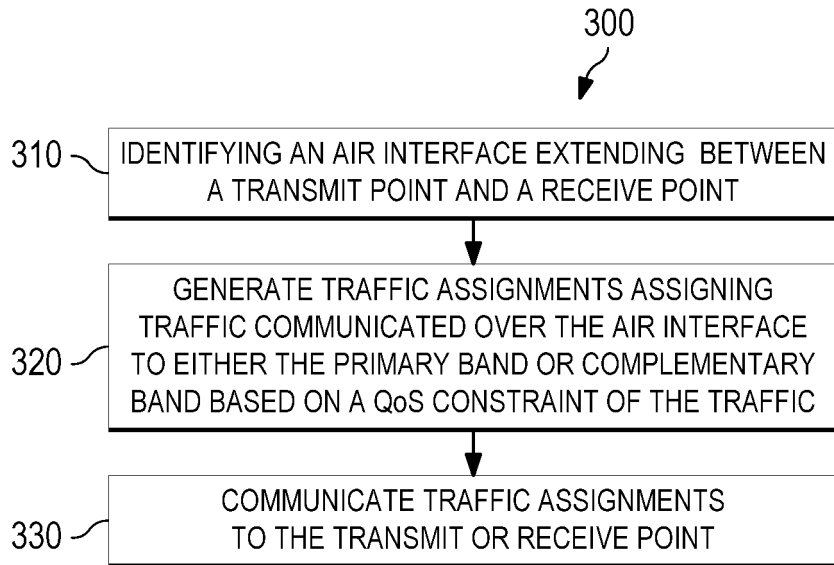 300
310
IDENTIFYING AN AIR INTERFACE EXTENDING BETWEEN
A TRANSMIT POINT AND A RECEIVE POINT
320
GENERATE TRAFFIC ASSIGNMENTS ASSIGNING
TRAFFIC COMMUNICATED OVER THE AIR INTERFACE
TO EITHER THE PRIMARY BAND OR COMPLEMENTARY
BAND BASED ON A QoS CONSTRAINT OF THE TRAFFIC
330
COMMUNICATE TRAFFIC ASSIGNMENTS
TO THE TRANSMIT OR RECEIVE POINT